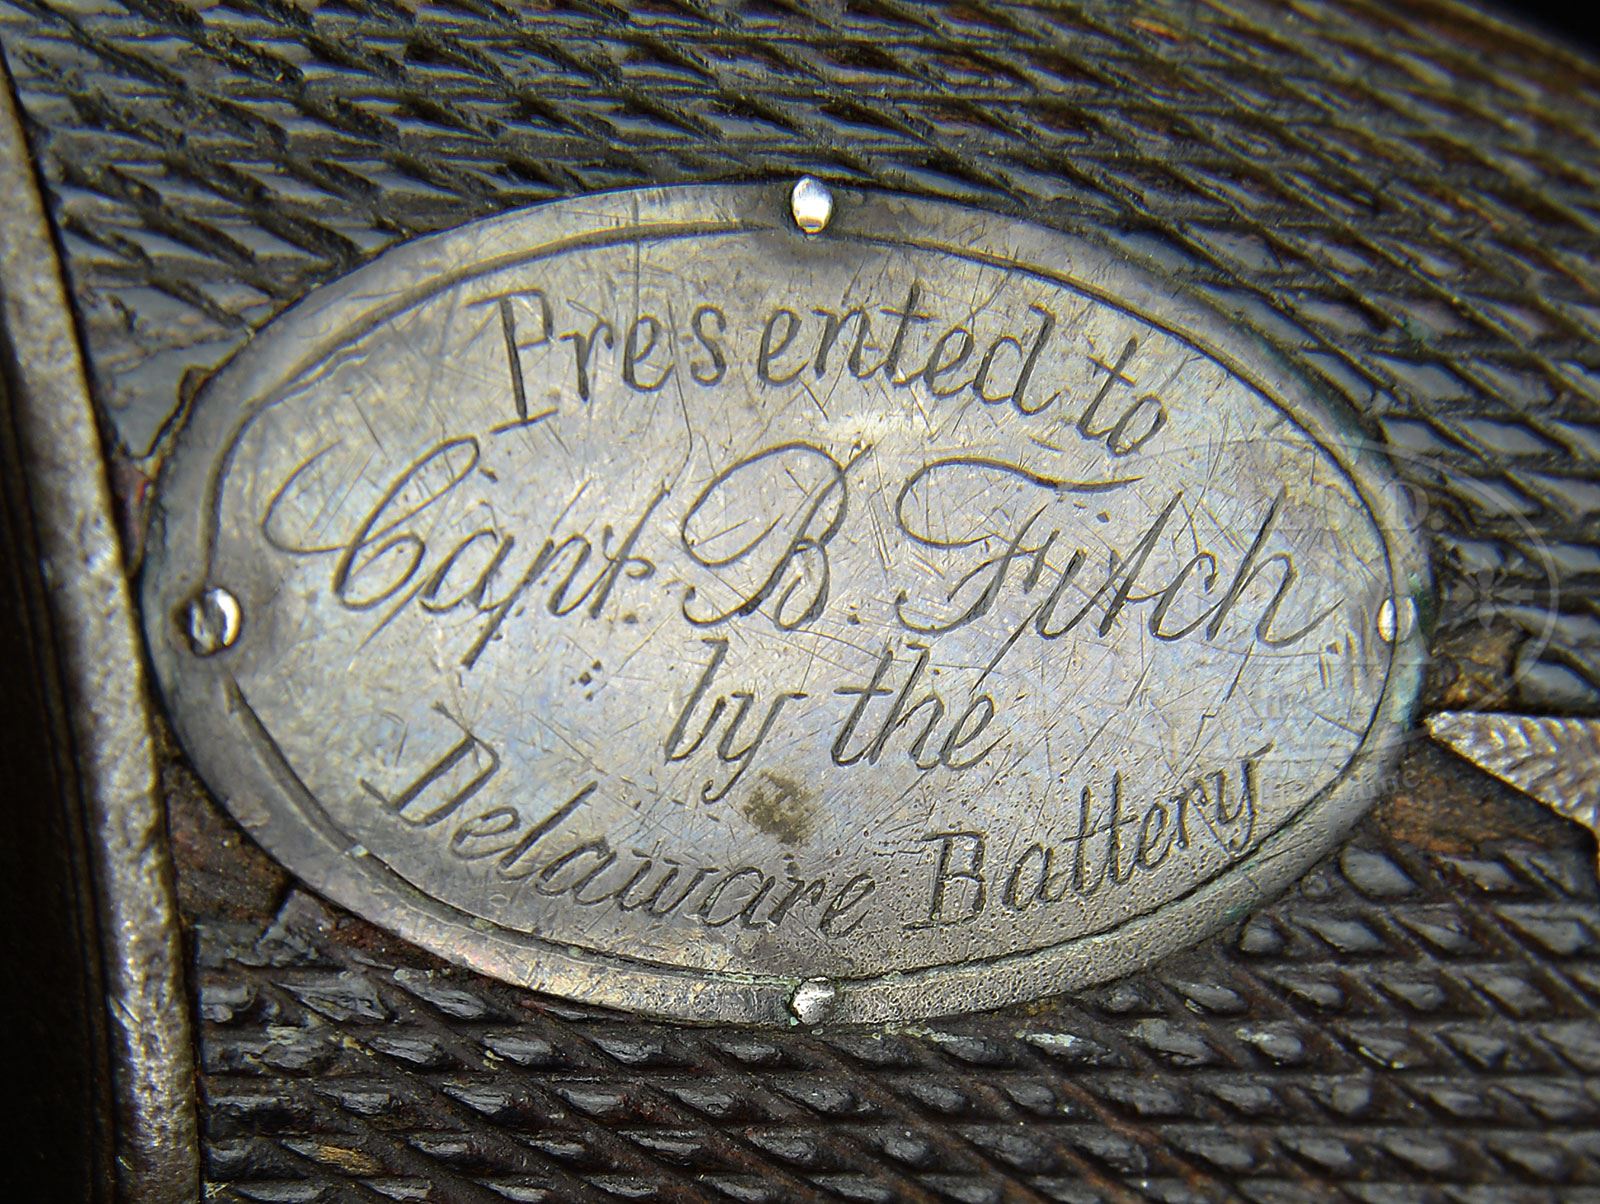 Presented to
Capt. B. Fitch.
by the
Delaware Battery